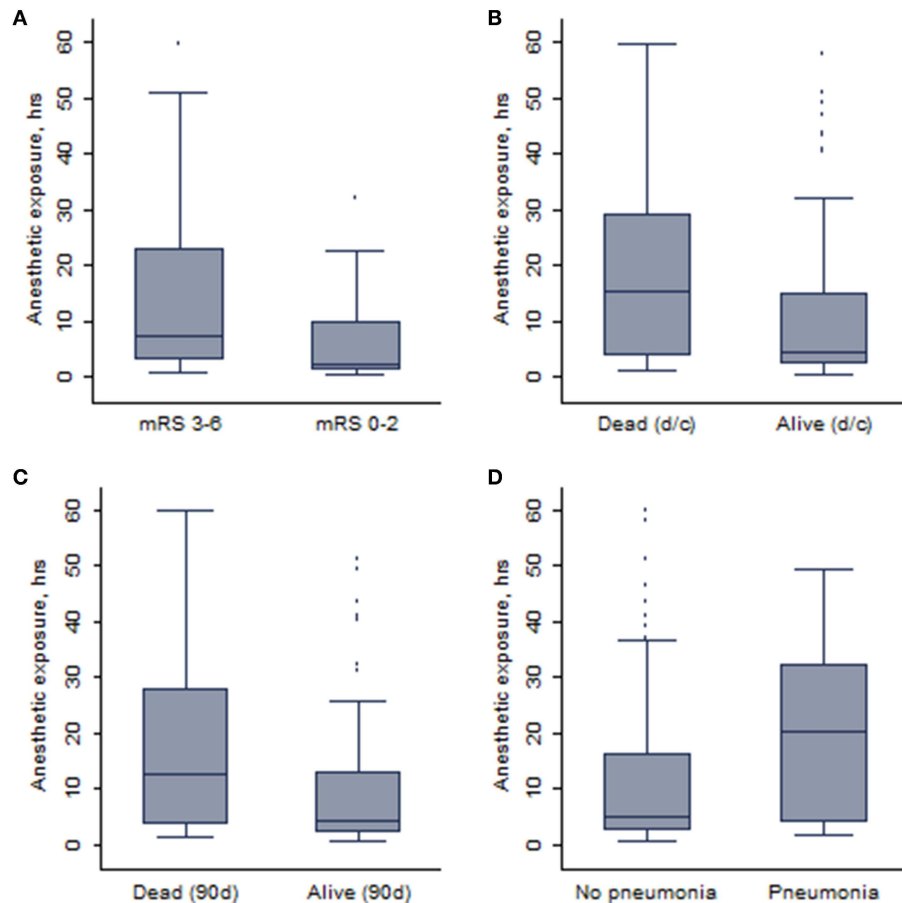 A
Anesthetic exposure, hrs
60
50
40
30
20
10
0
mRS 3-6
mRS 0-2
B
Anesthetic exposure, hrs
60
50
40
30
20
10
0
Dead (d/c)
Alive (d/c)
C
Anesthetic exposure, hrs
60
50
40
30
20
10
0
Dead (90d)
Alive (90d)
D
Anesthetic exposure, hrs
60
50
40
30
20
10
0
No pneumonia
Pneumonia